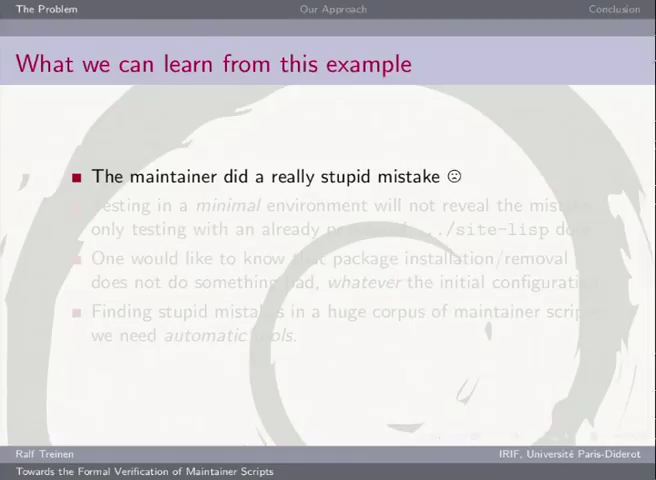 The Problem
Our Approach
Conclusion
What we can learn from this example
The maintainer did a really stupid mistake ☹
Testing in a minimal environment will not reveal the mistake,
only testing with an already .../site-lisp does
One would like to know that package installation/removal
does not do something bad, whatever the initial configuration
Finding stupid mistakes in a huge corpus of maintainer scripts:
we need automatic tools.
Ralf Treinen
IRIF, Université Paris-Diderot
Towards the Formal Verification of Maintainer Scripts